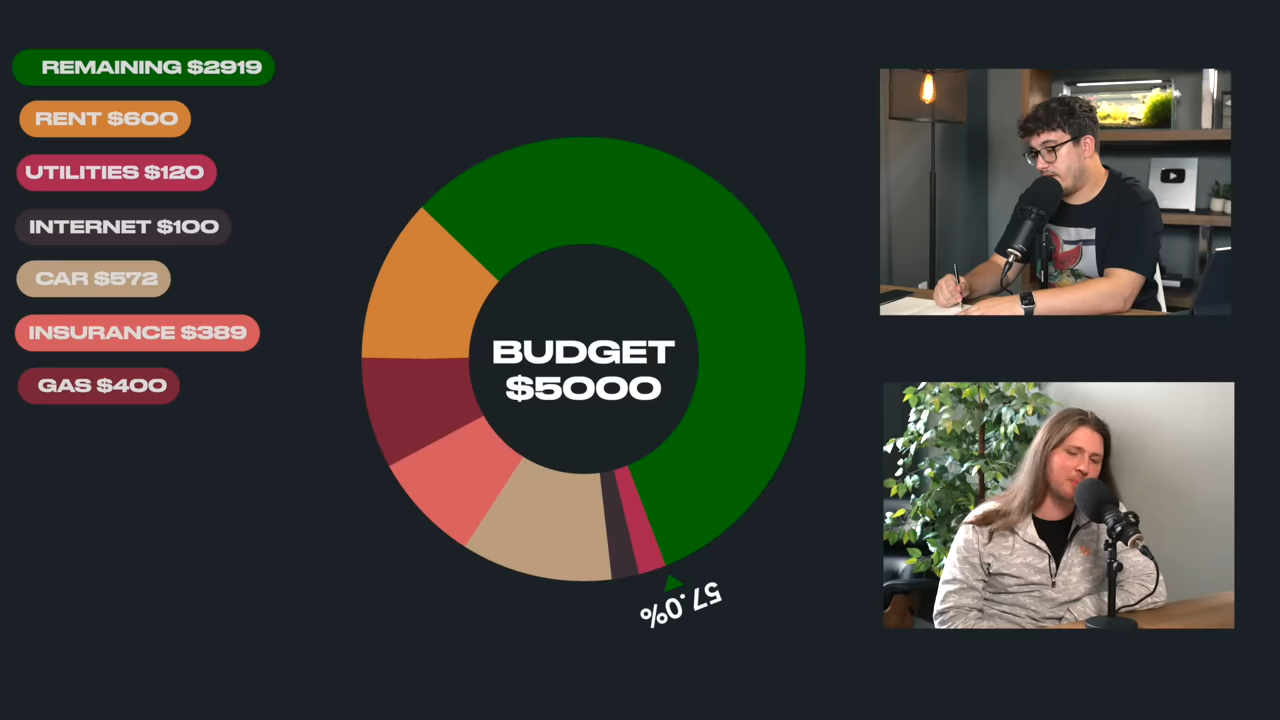 REMAINING $2919
RENT $600
UTILITIES $120
INTERNET $100
CAR $572
INSURANCE $389
GAS $400
BUDGET
$5000
57.0%